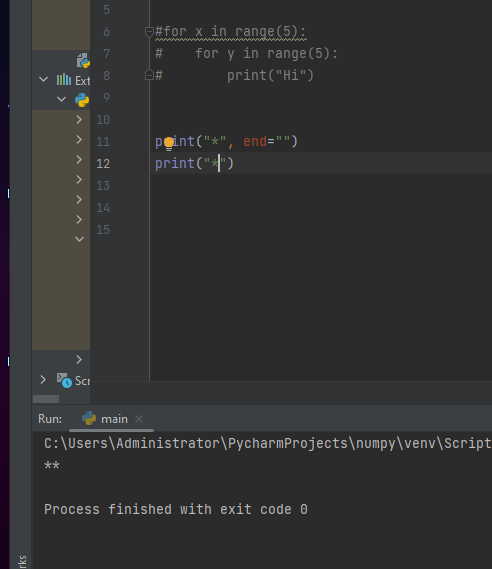 5
6 #for x in range(5):
7 #    for y in range(5):
8 #        print("Hi")
9
10
11 print("*", end="")
12 print("*")
13
14
15
Ext
Scr
Run: main
C:\Users\Administrator\PycharmProjects\numpy\venv\Script
**
Process finished with exit code 0
rks